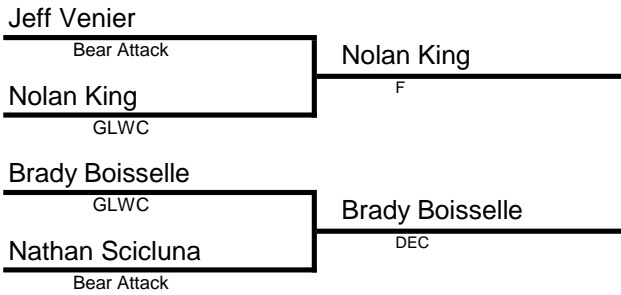 Jeff Venier
Bear Attack
Nolan King
F
Nolan King
GLWC
Brady Boisselle
GLWC
Brady Boisselle
DEC
Nathan Scicluna
Bear Attack